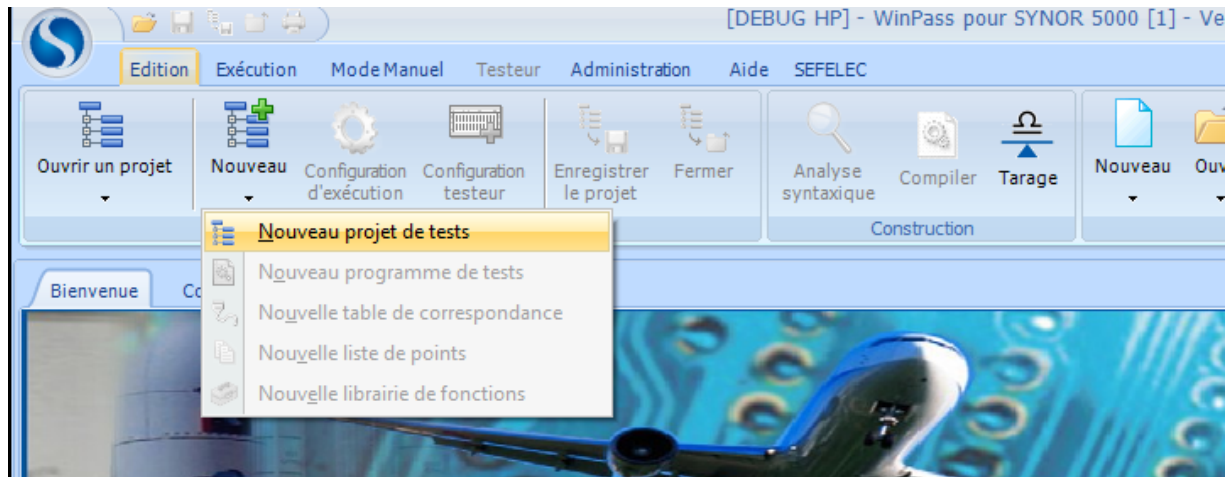 [DEBUG HP] - WinPass pour SYNOR 5000 [1] - Ve
Edition Exécution Mode Manuel Testeur Administration Aide SEFELEC
Ouvrir un projet Nouveau Configuration Configuration Enregistrer Fermer Analyse Compiler Tarage Nouveau Ouv
d'exécution testeur le projet syntaxique
Construction
Nouveau projet de tests
Nouveau programme de tests
Nouvelle table de correspondance
Nouvelle liste de points
Nouvelle librairie de fonctions
Bienvenue Co